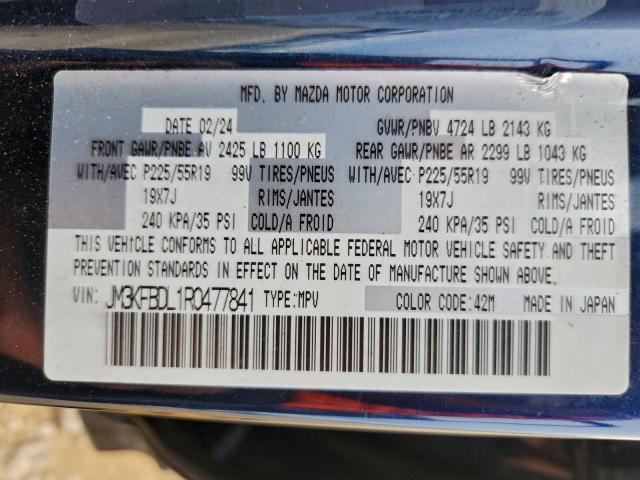 MFD. BY MAZDA MOTOR CORPORATION
DATE 02/24 GVWR/PNBV 4724 LB 2143 KG
FRONT GAWR/PNBE AV 2425 LB 1100 KG REAR GAWR/PNBE AR 2299 LB 1043 KG
WITH/AVEC P225/55R19 99V TIRES/PNEUS WITH/AVEC P225/55R19 99V TIRES/PNEUS
19X7J RIMS/JANTES 19X7J RIMS/JANTES
240 KPA/35 PSI COLD/A FROID 240 KPA/35 PSI COLD/A FROID
THIS VEHICLE CONFORMS TO ALL APPLICABLE FEDERAL MOTOR VEHICLE SAFETY AND THEFT
PREVENTION STANDARDS IN EFFECT ON THE DATE OF MANUFACTURE SHOWN ABOVE.
VIN: JM3KFBDL1R0477841 TYPE:MPV COLOR CODE:42M MADE IN JAPAN